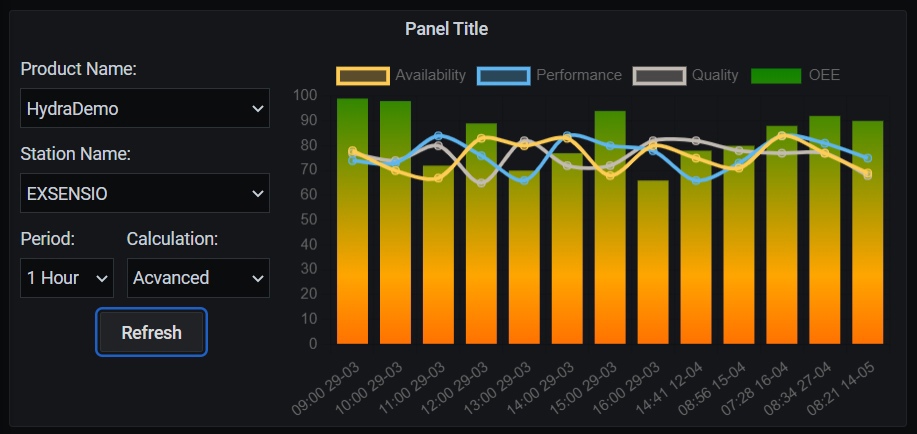 Panel Title
Product Name:
HydraDemo
Station Name:
EXSENSIO
Period: Calculation:
1 Hour Acvanced
Refresh
Availability Performance Quality OEE
100
90
80
70
60
50
40
30
20
10
0
09:00 29-03
10:00 29-03
11:00 29-03
12:00 29-03
13:00 29-03
14:00 29-03
15:00 29-03
16:00 29-03
14:41 12-04
08:56 15-04
07:28 16-04
08:34 27-04
08:21 14-05